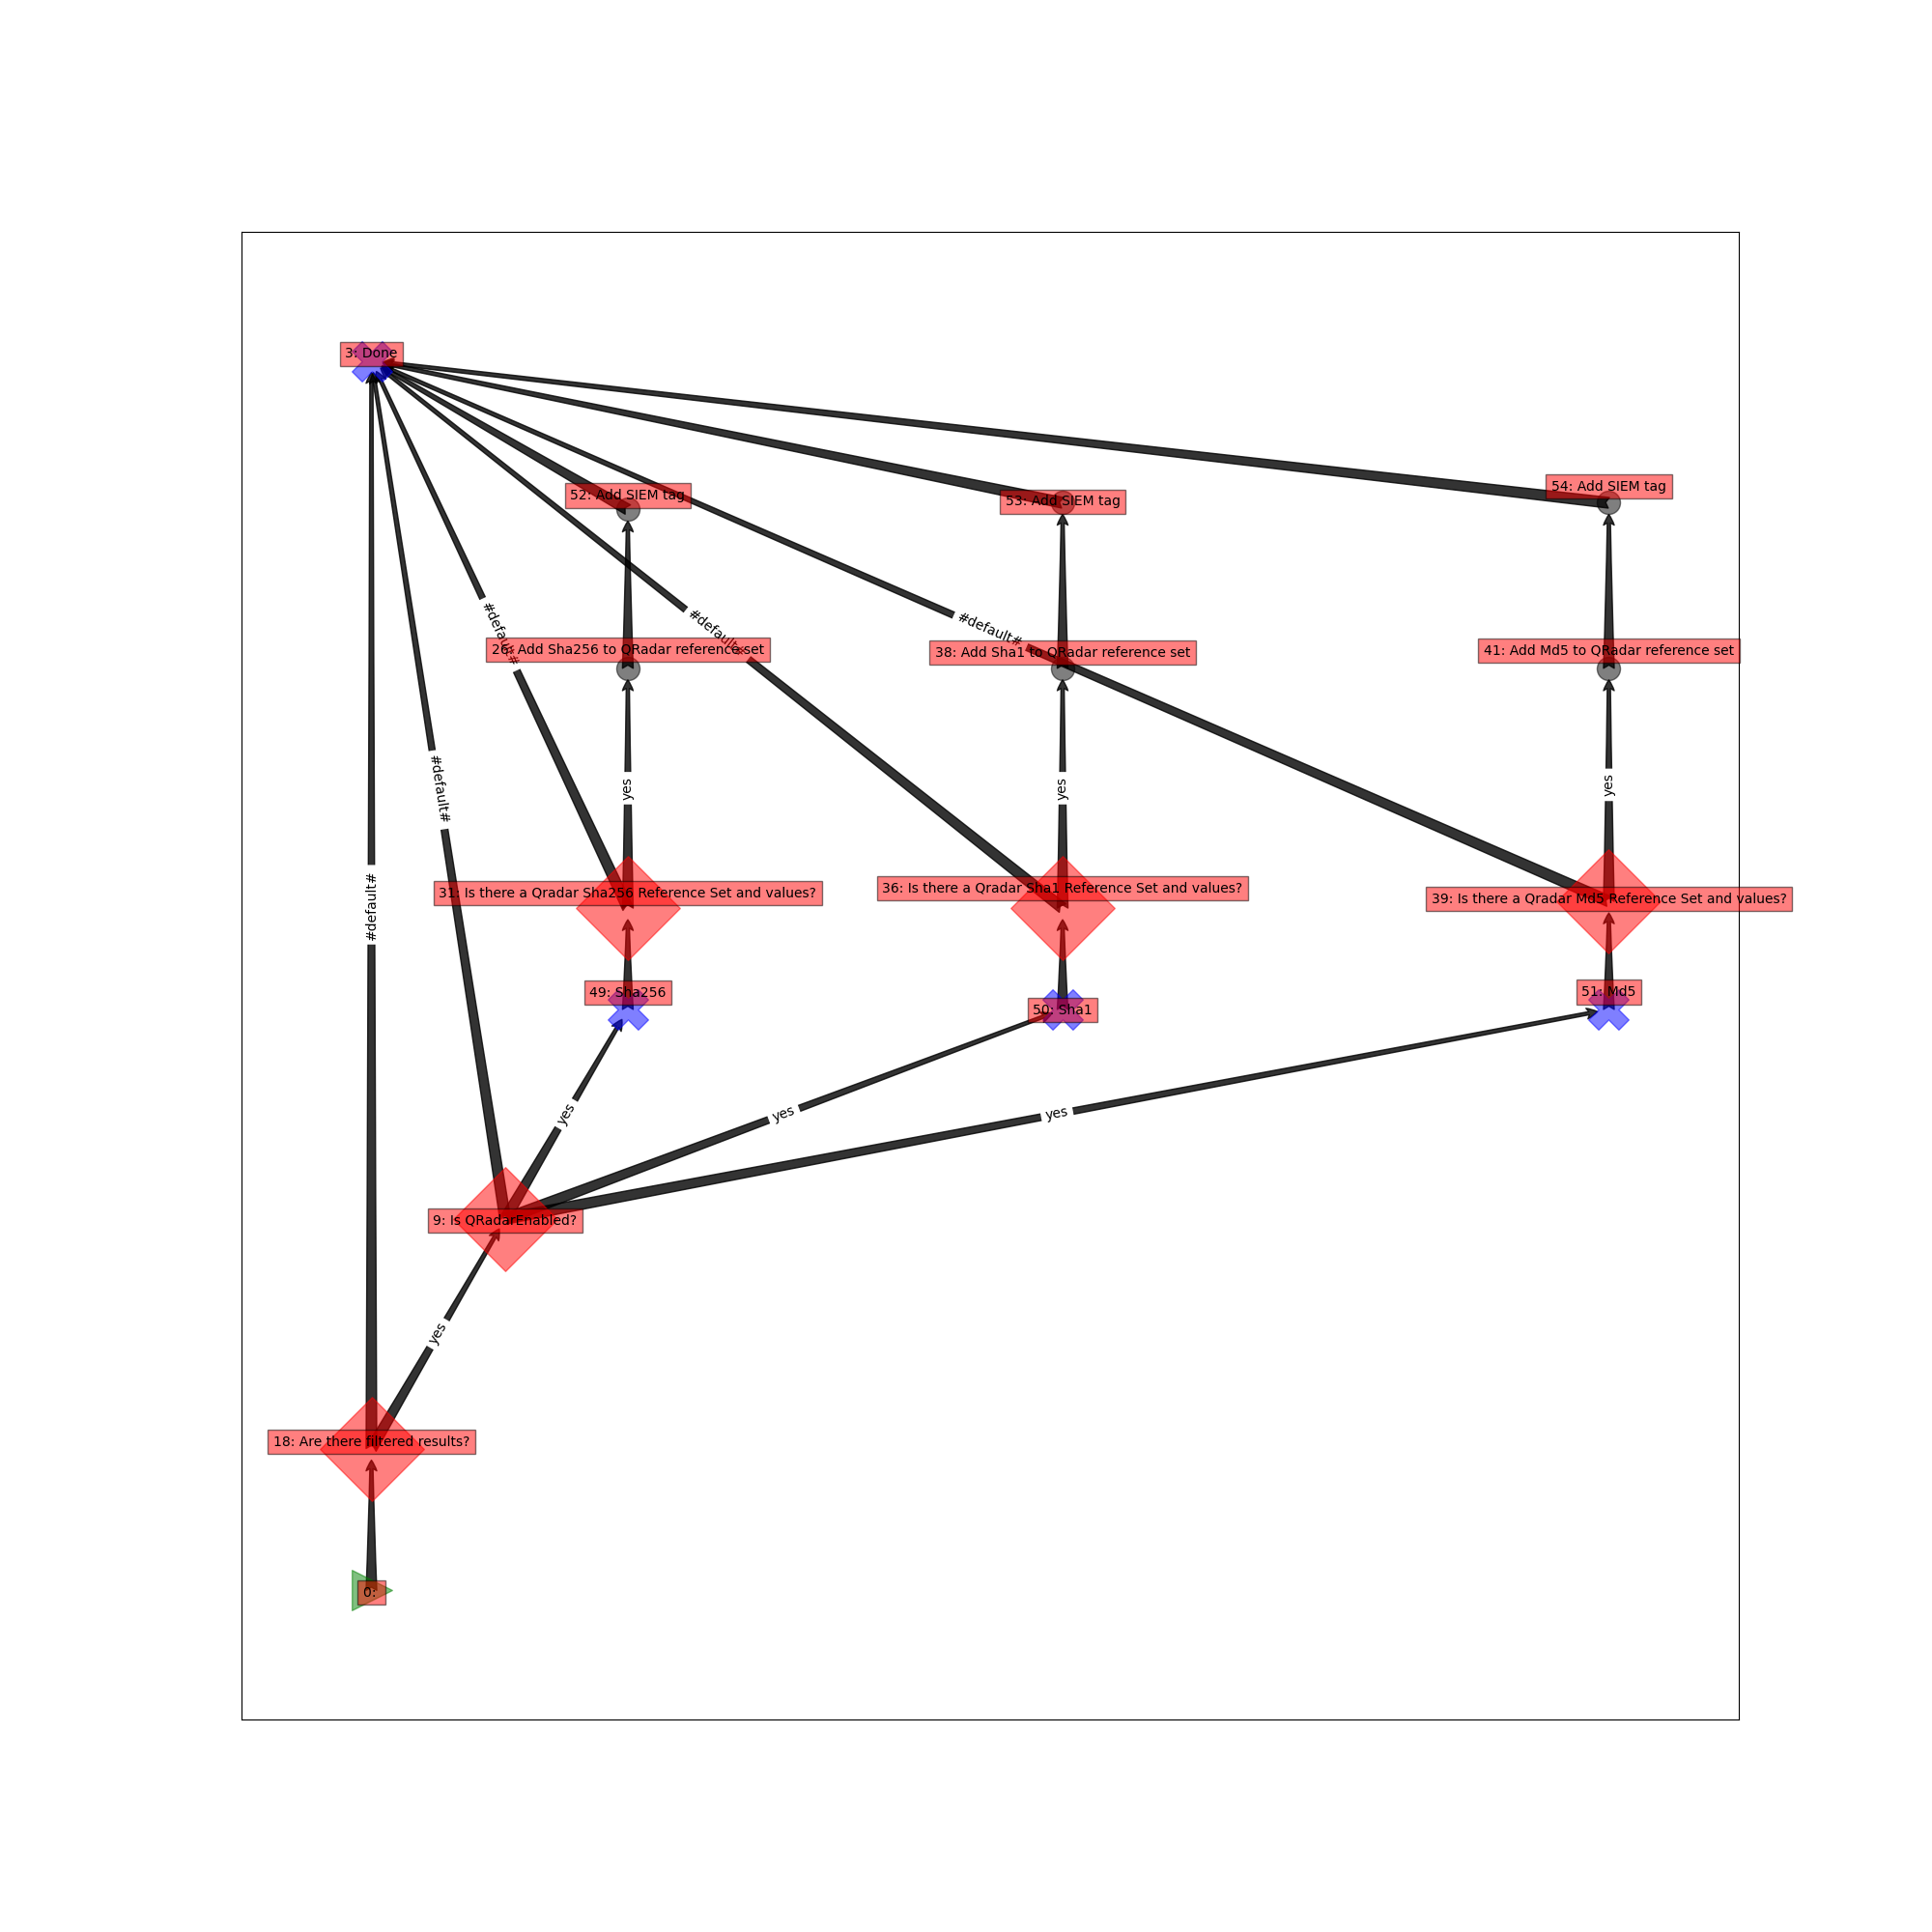 3: Done
54: Add SIEM tag
52: Add SIEM tag
53: Add SIEM tag
#default#
#default#
#default#
26: Add Sha256 to QRadar reference set
38: Add Sha1 to QRadar reference set
41: Add Md5 to QRadar reference set
#default#
yes
yes
yes
#default#
31: Is there a Qradar Sha256 Reference Set and values?
36: Is there a Qradar Sha1 Reference Set and values?
39: Is there a Qradar Md5 Reference Set and values?
49: Sha256
50: Sha1
51: Md5
yes
yes
yes
9: Is QRadarEnabled?
yes
18: Are there filtered results?
0: